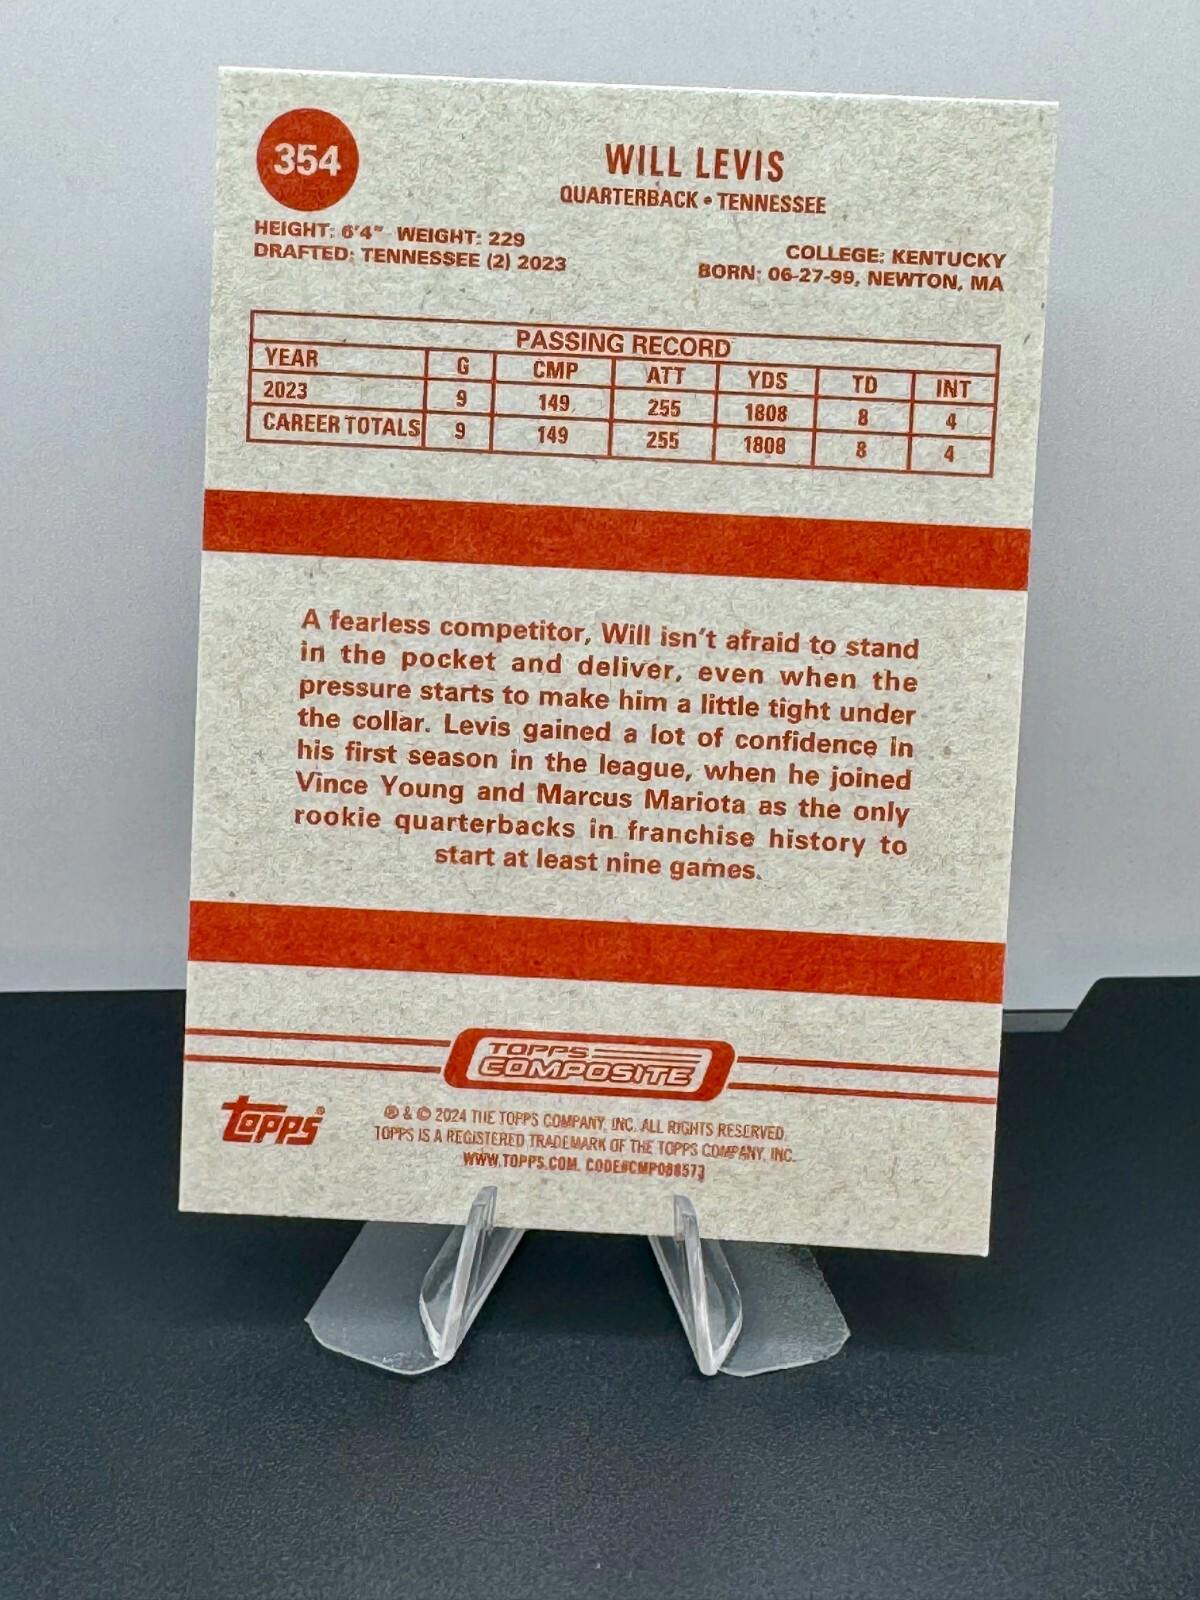 354
WILL LEVIS
QUARTERBACK • TENNESSEE
HEIGHT: 6'4" WEIGHT: 229
DRAFTED: TENNESSEE (2) 2023
COLLEGE: KENTUCKY
BORN: 06-27-99, NEWTON, MA
PASSING RECORD
YEAR G CMP ATT YDS TD INT
2023 9 149 255 1808 8 4
CAREER TOTALS 9 149 255 1808 8 4
A fearless competitor, Will isn't afraid to stand
in the pocket and deliver, even when the
pressure starts to make him a little tight under
the collar. Levis gained a lot of confidence in
his first season in the league, when he joined
Vince Young and Marcus Mariota as the only
rookie quarterbacks in franchise history to
start at least nine games.
TOPPS
COMPOSITE
topps®
® & © 2024 THE TOPPS COMPANY, INC. ALL RIGHTS RESERVED.
TOPPS IS A REGISTERED TRADEMARK OF THE TOPPS COMPANY, INC.
WWW.TOPPS.COM. CODE#CMP088573